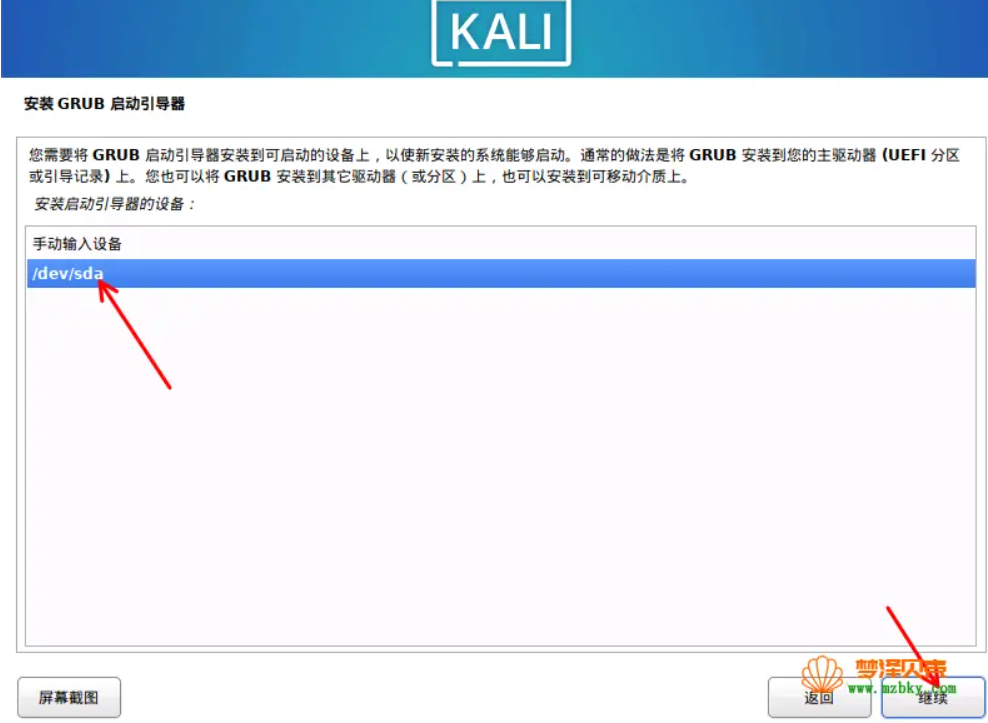 KALI
安装 GRUB 启动引导器
您需要将 GRUB 启动引导器安装到可启动的设备上，以使新安装的系统能够启动。通常的做法是将 GRUB 安装到您的主驱动器 (UEFI 分区
或引导记录) 上。您也可以将 GRUB 安装到其它驱动器（或分区）上，也可以安装到可移动介质上。
安装启动引导器的设备：
手动输入设备
/dev/sda
梦泽贝壳
www.mzbky.com
屏幕截图
返回
继续